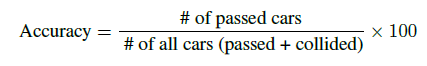 Accuracy = # of passed cars / # of all cars (passed + collided) × 100